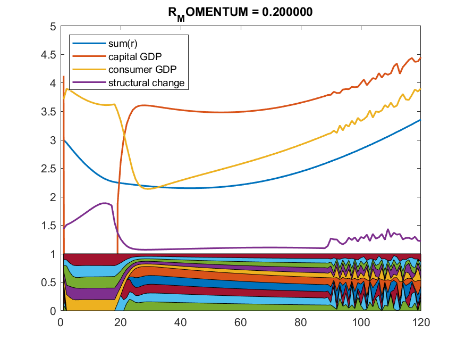 R_MOMENTUM = 0.200000
sum(r)
capital GDP
consumer GDP
structural change
5
4.5
4
3.5
3
2.5
2
1.5
1
0.5
0
0 20 40 60 80 100 120